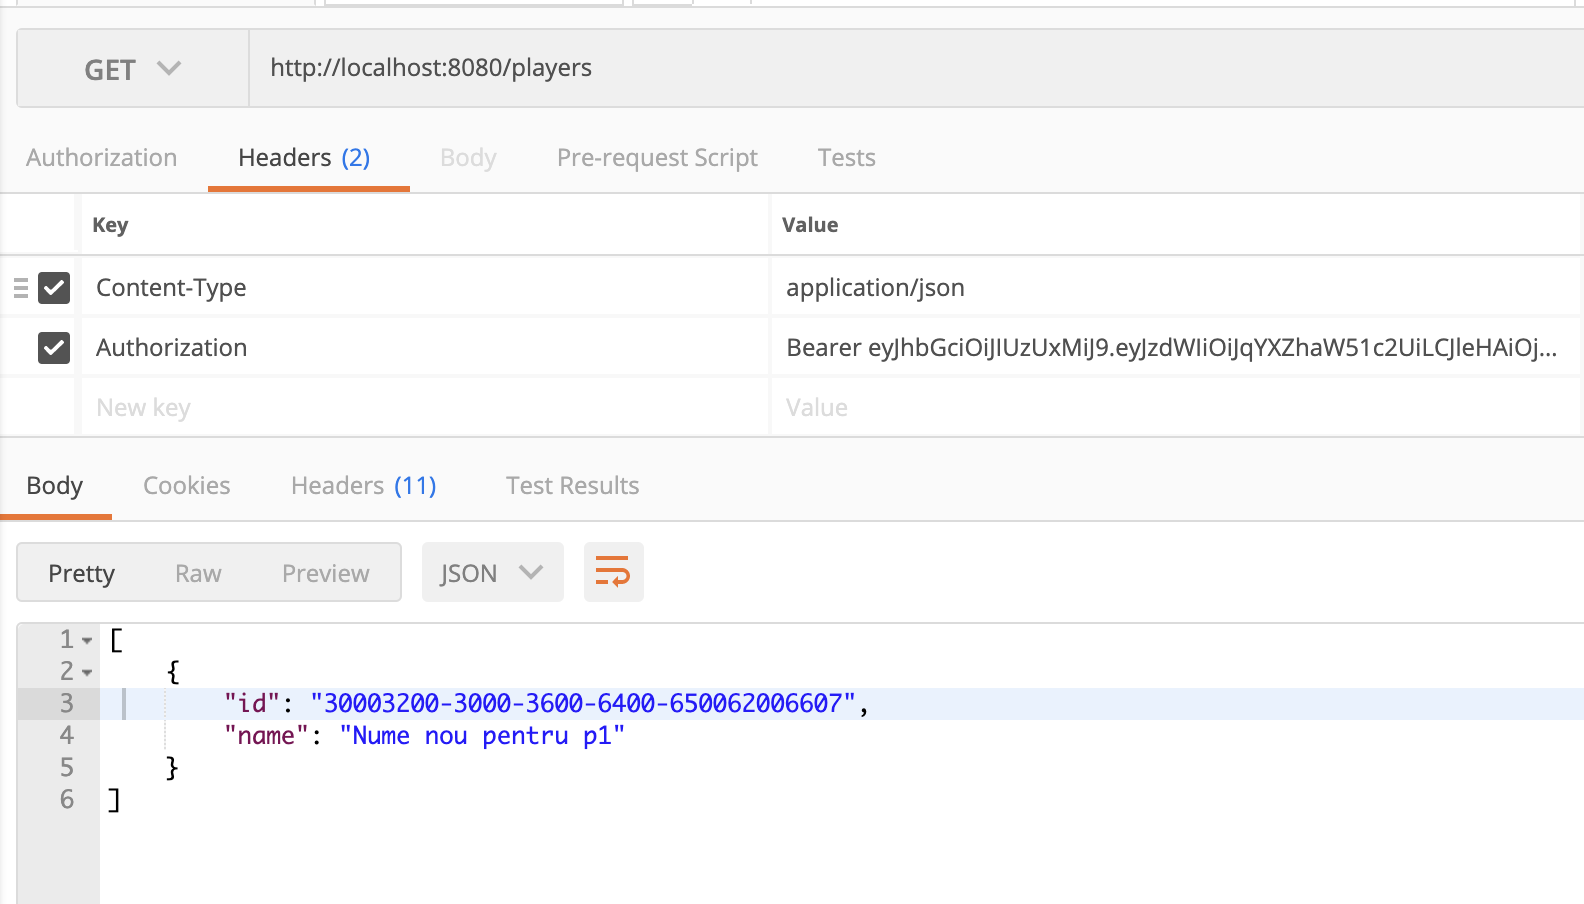 GET http://localhost:8080/players
Authorization Headers (2) Body Pre-request Script Tests
Key Value
Content-Type application/json
Authorization Bearer eyJhbGciOiJIUzUxMiJ9.eyJzdWIiOiJqYXZhaW51c2UiLCJleHAiOj...
New key Value
Body Cookies Headers (11) Test Results
Pretty Raw Preview JSON
1 [
2 {
3 "id": "30003200-3000-3600-6400-650062006607",
4 "name": "Nume nou pentru p1"
5 }
6 ]